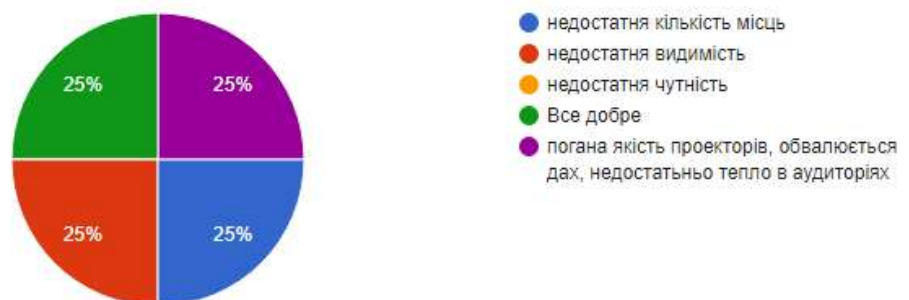 недостатня кількість місць
недостатня видимість
недостатня чутність
Все добре
погана якість проекторів, обвалюється
дах, недостатньо тепло в аудиторіях
25%
25%
25%
25%